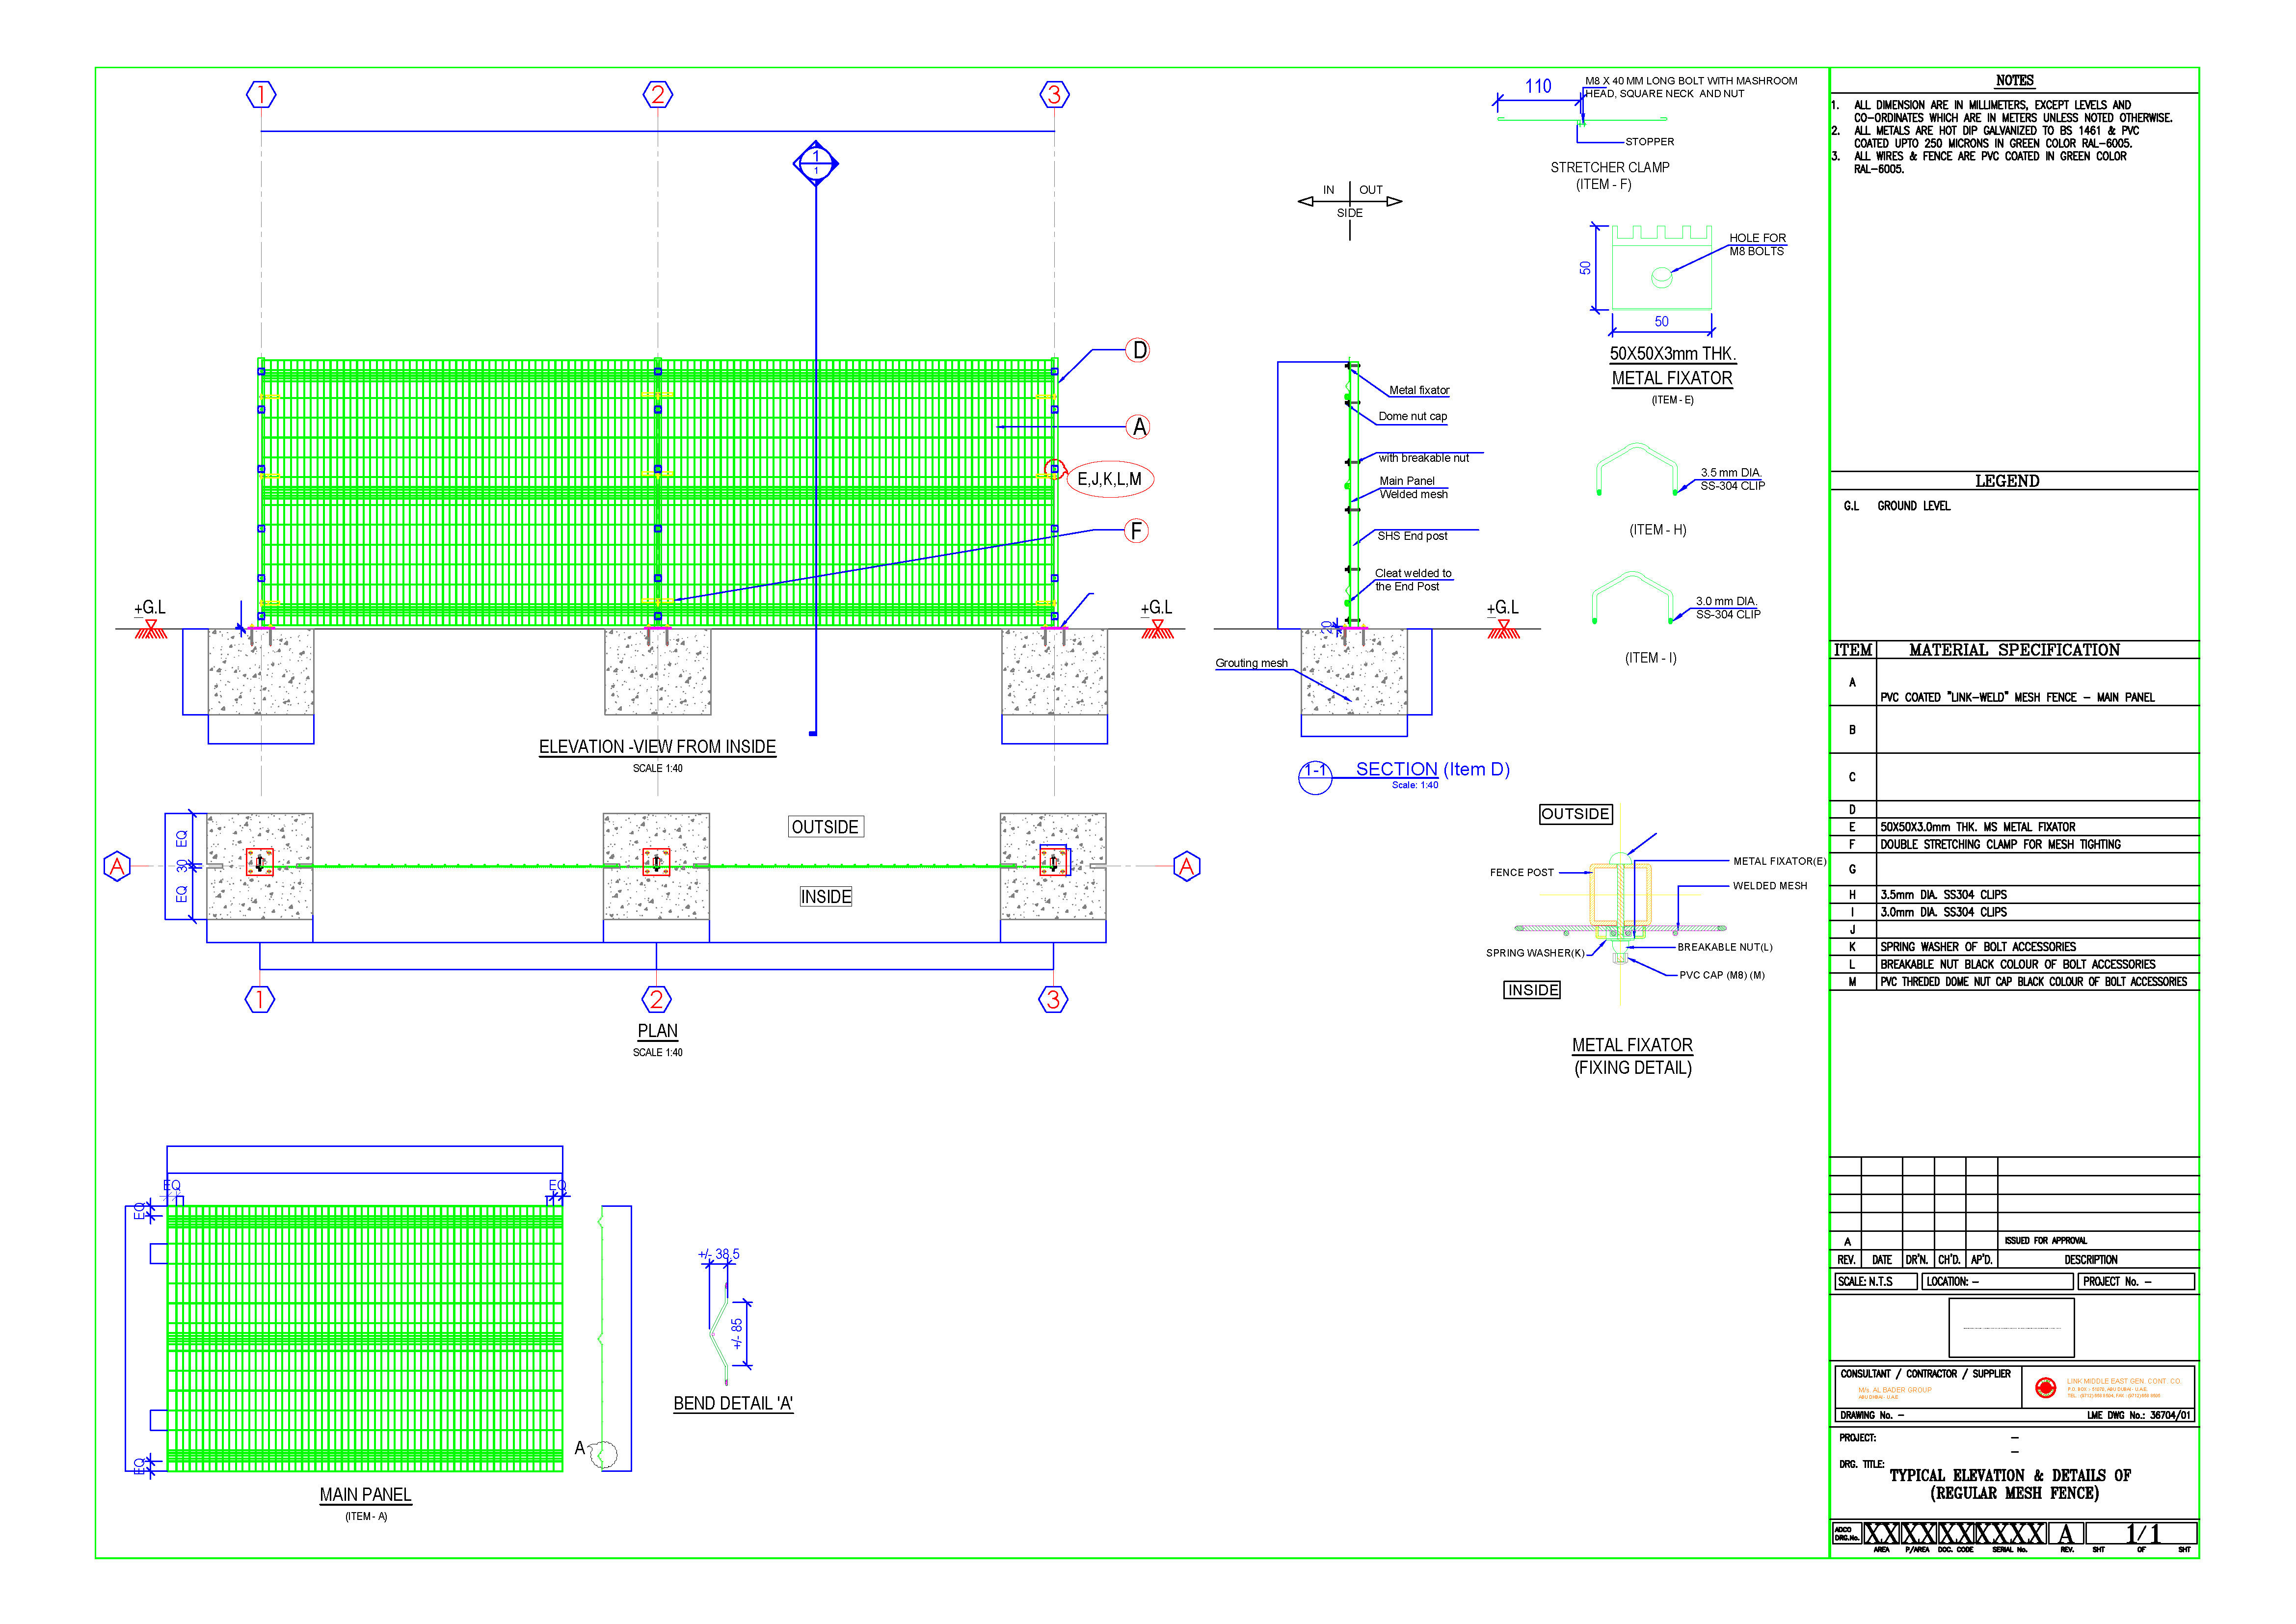 1
2
3
1
1
D
A
E,J,K,L,M
F
+G.L
+G.L
ELEVATION -VIEW FROM INSIDE
SCALE 1:40
OUTSIDE
INSIDE
EQ
30
EQ
A
A
1
2
3
PLAN
SCALE 1:40
EQ
EQ
EQ
EQ
A
MAIN PANEL
(ITEM - A)
+/- 38.5
+/- 85
BEND DETAIL 'A'
IN
OUT
SIDE
Metal fixator
Dome nut cap
with breakable nut
Main Panel
Welded mesh
SHS End post
Cleat welded to
the End Post
+G.L
20
Grouting mesh
1-1
SECTION (Item D)
Scale: 1:40
110
M8 X 40 MM LONG BOLT WITH MASHROOM
HEAD, SQUARE NECK AND NUT
STOPPER
STRETCHER CLAMP
(ITEM - F)
HOLE FOR
M8 BOLTS
50
50
50X50X3mm THK.
METAL FIXATOR
(ITEM - E)
3.5 mm DIA.
SS-304 CLIP
(ITEM - H)
3.0 mm DIA.
SS-304 CLIP
(ITEM - I)
OUTSIDE
METAL FIXATOR(E)
FENCE POST
WELDED MESH
BREAKABLE NUT(L)
SPRING WASHER(K)
PVC CAP (M8) (M)
INSIDE
METAL FIXATOR
(FIXING DETAIL)
NOTES
1. ALL DIMENSION ARE IN MILLIMETERS, EXCEPT LEVELS AND
CO-ORDINATES WHICH ARE IN METERS UNLESS NOTED OTHERWISE.
2. ALL METALS ARE HOT DIP GALVANIZED TO BS 1461 & PVC
COATED UPTO 250 MICRONS IN GREEN COLOR RAL-6005.
3. ALL WIRES & FENCE ARE PVC COATED IN GREEN COLOR
RAL-6005.
LEGEND
G.L GROUND LEVEL
ITEM MATERIAL SPECIFICATION
A PVC COATED "LINK-WELD" MESH FENCE - MAIN PANEL
B
C
D
E 50X50X3.0mm THK. MS METAL FIXATOR
F DOUBLE STRETCHING CLAMP FOR MESH TIGHTING
G
H 3.5mm DIA. SS304 CLIPS
I 3.0mm DIA. SS304 CLIPS
J
K SPRING WASHER OF BOLT ACCESSORIES
L BREAKABLE NUT BLACK COLOUR OF BOLT ACCESSORIES
M PVC THREDED DOME NUT CAP BLACK COLOUR OF BOLT ACCESSORIES
A ISSUED FOR APPROVAL
REV. DATE DR'N. CH'D. AP'D. DESCRIPTION
SCALE: N.T.S LOCATION: - PROJECT No. -
CONSULTANT / CONTRACTOR / SUPPLIER
M/s. AL BADER GROUP
ABU DHABI - U.A.E
LINK MIDDLE EAST GEN. CONT. CO.
DRAWING No. - LME DWG No.: 36704/01
PROJECT: -
-
DRG. TITLE:
TYPICAL ELEVATION & DETAILS OF
(REGULAR MESH FENCE)
ADCO
DRG.No. XX XX XX XXXX A 1/1
AREA P/AREA DOC. CODE SERIAL No. REV. SHT OF SHT